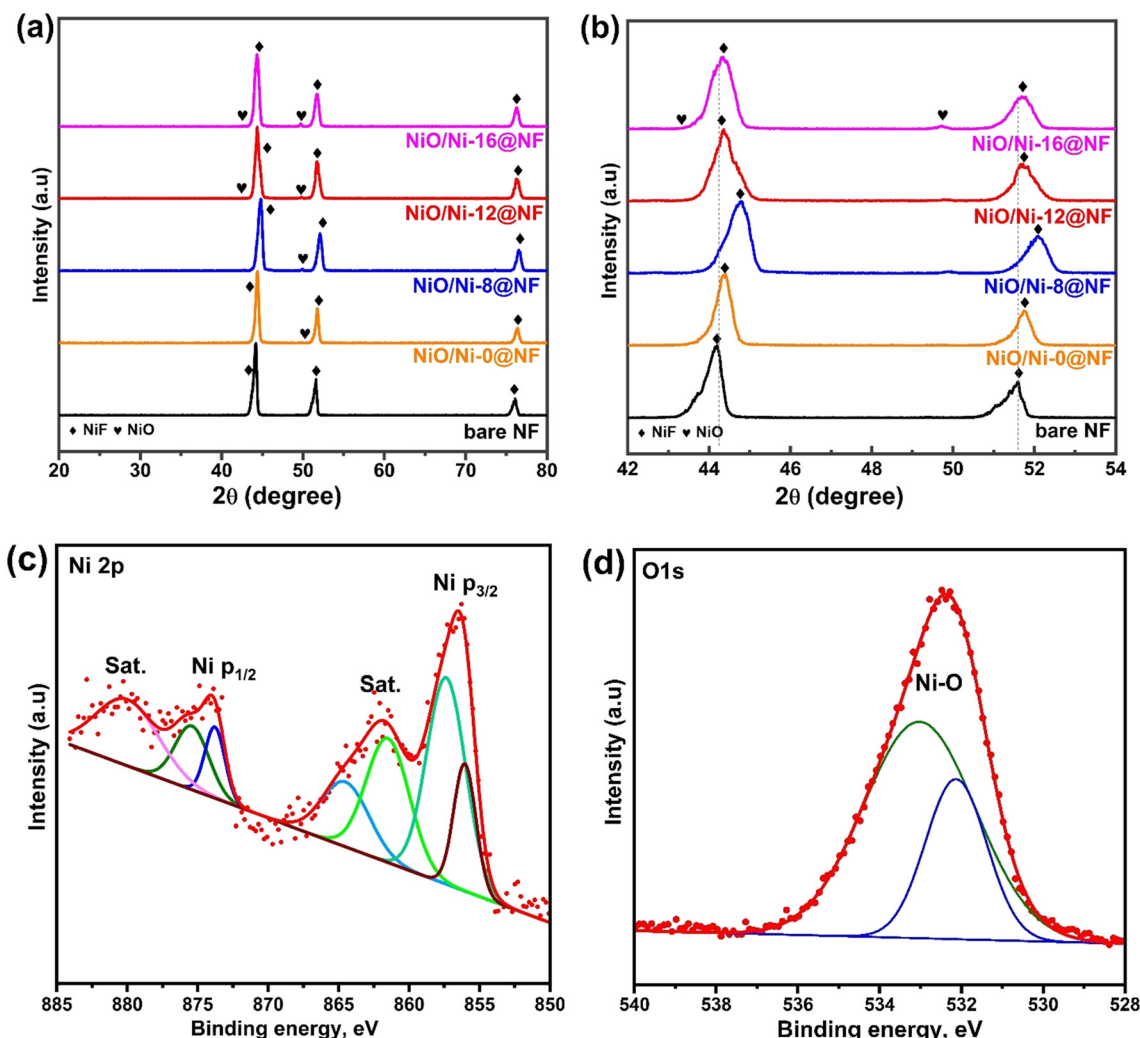 (a)
NiO/Ni-16@NF
NiO/Ni-12@NF
NiO/Ni-8@NF
NiO/Ni-0@NF
♦ NiF ♥ NiO
bare NF
Intensity (a.u)
20 30 40 50 60 70 80
2θ (degree)
(b)
NiO/Ni-16@NF
NiO/Ni-12@NF
NiO/Ni-8@NF
NiO/Ni-0@NF
♦ NiF ♥ NiO
bare NF
Intensity (a.u)
42 44 46 48 50 52 54
2θ (degree)
(c)
Ni 2p
Ni p3/2
Sat.
Ni p1/2
Sat.
Intensity (a.u)
885 880 875 870 865 860 855 850
Binding energy, eV
(d)
O1s
Ni-O
Intensity (a.u)
540 538 536 534 532 530 528
Binding energy, eV